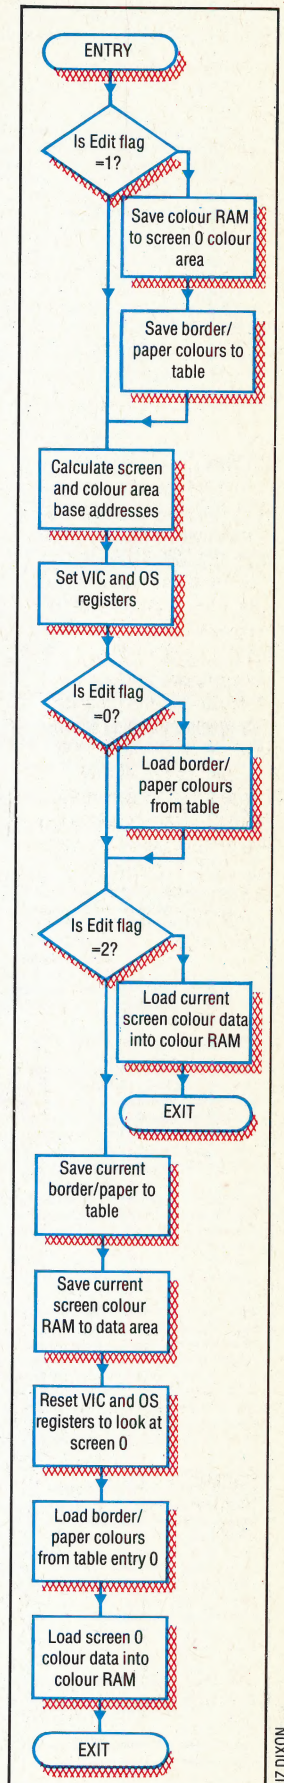 ENTRY
Is Edit flag
=1?
Save colour RAM
to screen 0 colour
area
Save border/
paper colours to
table
Calculate screen
and colour area
base addresses
Set VIC and OS
registers
Is Edit flag
=0?
Load border/
paper colours
from table
Is Edit flag
=2?
Load current
screen colour data
into colour RAM
EXIT
Save current
border/paper to
table
Save current
screen colour
RAM to data area
Reset VIC and OS
registers to look at
screen 0
Load border/
paper colours
from table entry 0
Load screen 0
colour data into
colour RAM
EXIT
IZ DIXON